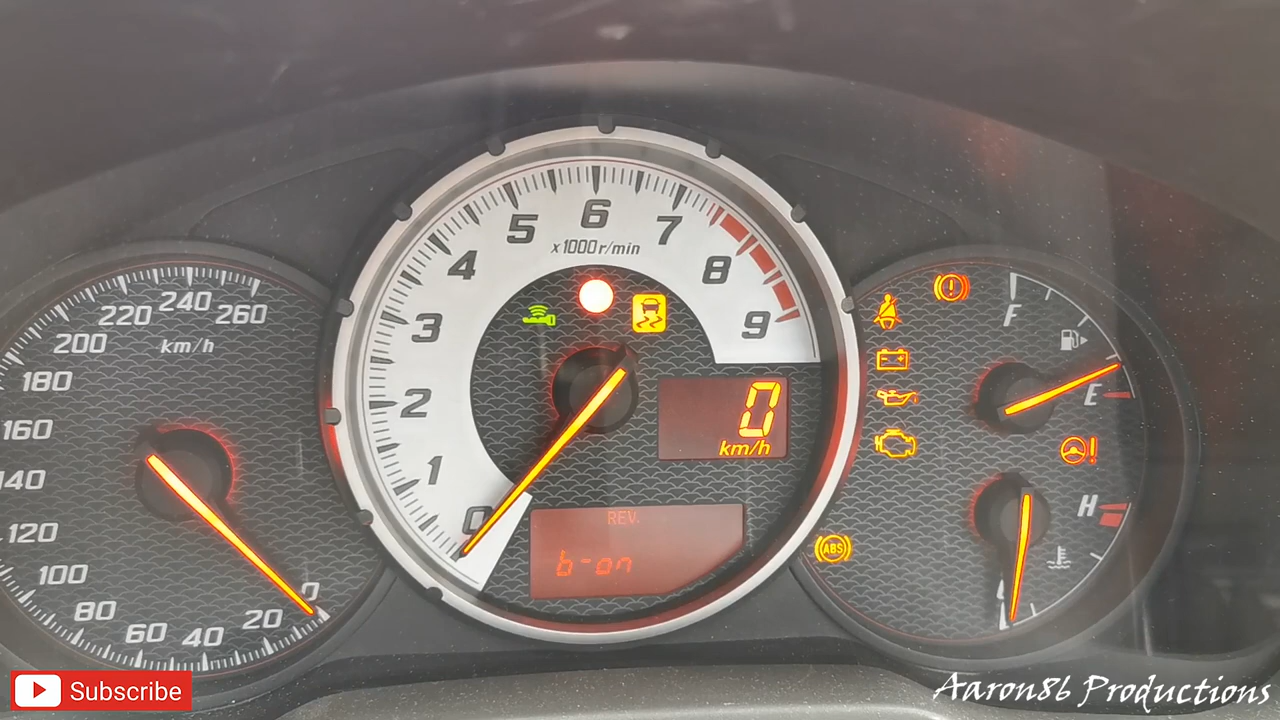 0
20
40
60
80
100
120
140
160
180
200
220
240
260
km/h
0
1
2
3
4
5
6
7
8
9
x1000r/min
0
km/h
REV.
b-on
F
E
H
!
!
ABS
Subscribe
Aaron86 Productions